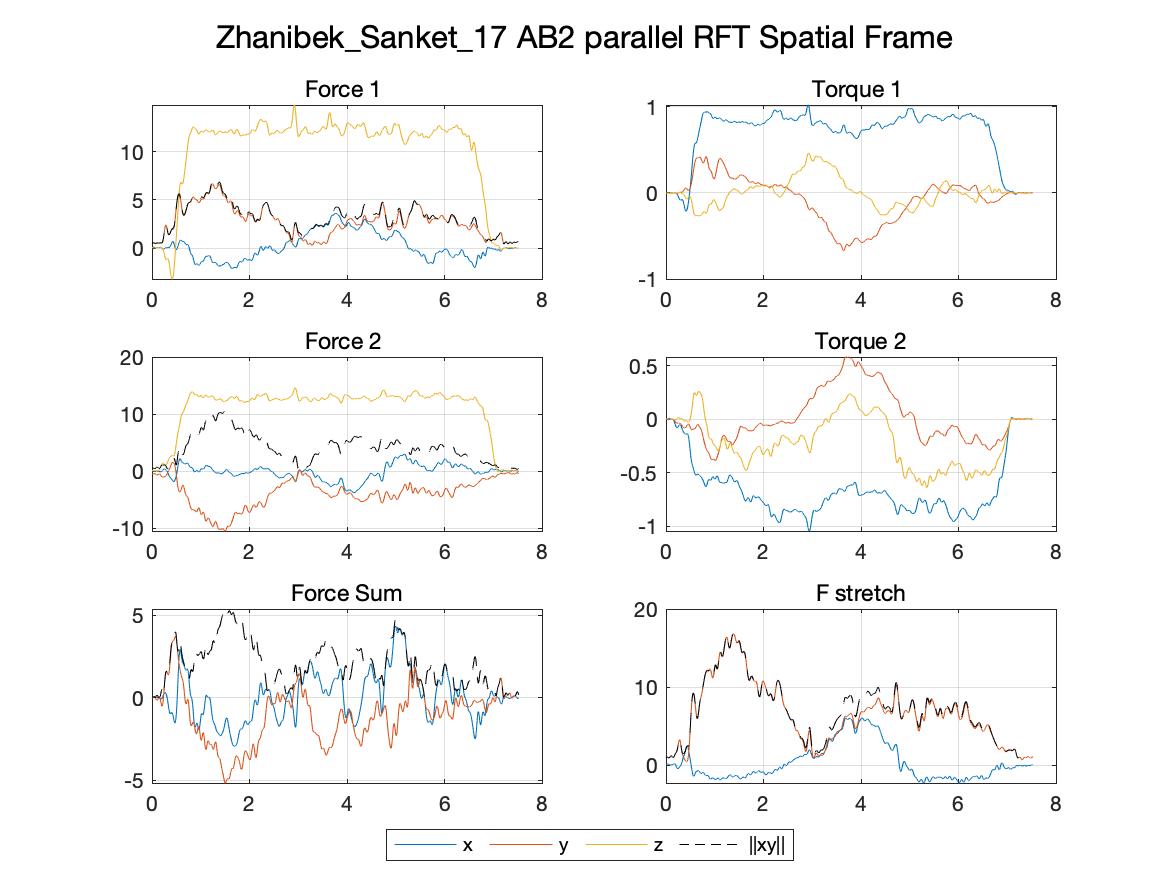 Zhanibek_Sanket_17 AB2 parallel RFT Spatial Frame
Force 1
10
5
0
0 2 4 6 8
Torque 1
1
0
-1
0 2 4 6 8
Force 2
20
10
0
-10
0 2 4 6 8
Torque 2
0.5
0
-0.5
-1
0 2 4 6 8
Force Sum
5
0
-5
0 2 4 6 8
F stretch
20
10
0
0 2 4 6 8
x y z ||xy||